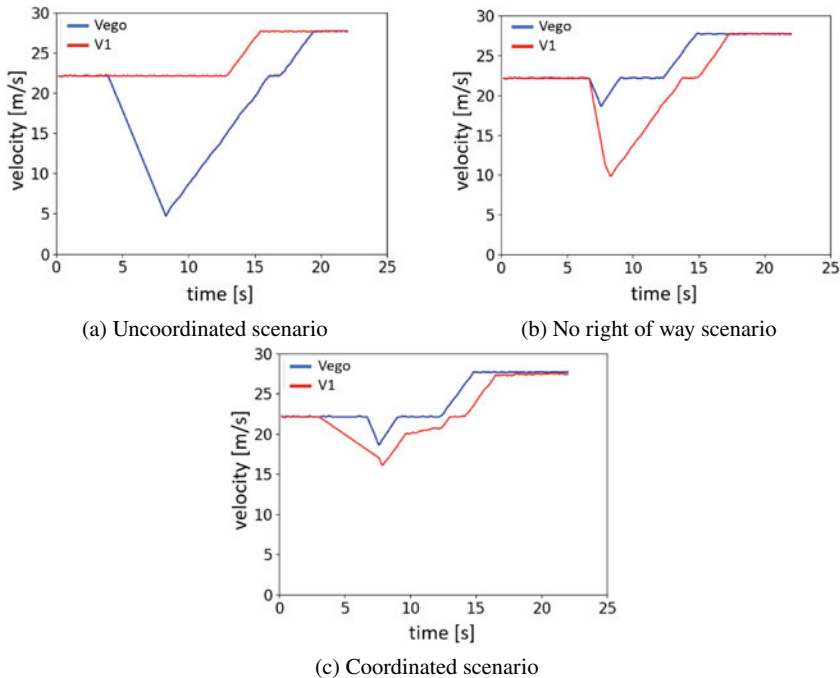 30
25
20
15
10
5
0
velocity [m/s]
Vego
V1
0 5 10 15 20 25
time [s]
(a) Uncoordinated scenario
30
25
20
15
10
5
0
velocity [m/s]
Vego
V1
0 5 10 15 20 25
time [s]
(b) No right of way scenario
30
25
20
15
10
5
0
velocity [m/s]
Vego
V1
0 5 10 15 20 25
time [s]
(c) Coordinated scenario